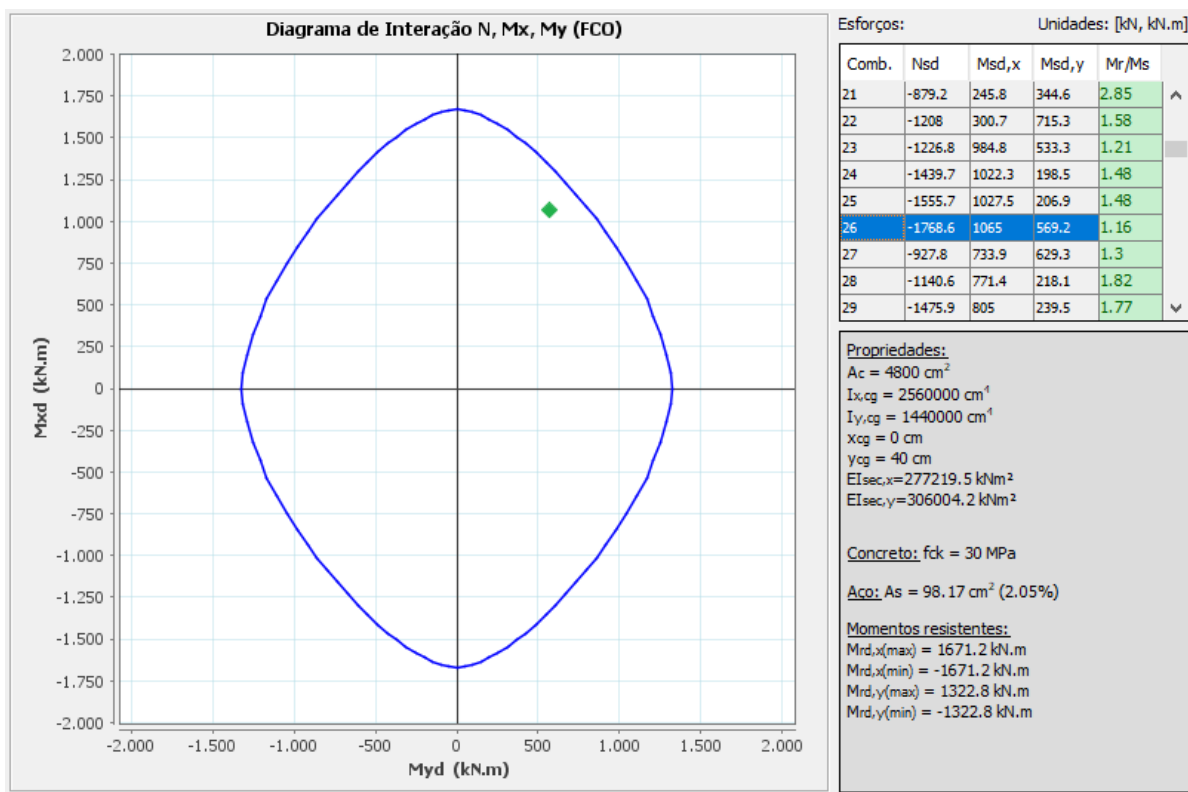 Diagrama de Interação N, Mx, My (FCO)
2.000
1.750
1.500
1.250
1.000
750
500
250
0
-250
-500
-750
-1.000
-1.250
-1.500
-1.750
-2.000
Mxd (kN.m)
-2.000 -1.500 -1.000 -500 0 500 1.000 1.500 2.000
Myd (kN.m)
Esforços: Unidades: [kN, kN.m]
Comb. Nsd Msd,x Msd,y Mr/Ms
21 -879.2 245.8 344.6 2.85
22 -1208 300.7 715.3 1.58
23 -1226.8 984.8 533.3 1.21
24 -1439.7 1022.3 198.5 1.48
25 -1555.7 1027.5 206.9 1.48
26 -1768.6 1065 569.2 1.16
27 -927.8 733.9 629.3 1.3
28 -1140.6 771.4 218.1 1.82
29 -1475.9 805 239.5 1.77
Propriedades:
Ac = 4800 cm²
Ix,cg = 2560000 cm⁴
Iy,cg = 1440000 cm⁴
xcg = 0 cm
ycg = 40 cm
EIsec,x=277219.5 kNm²
EIsec,y=306004.2 kNm²
Concreto: fck = 30 MPa
Aço: As = 98.17 cm² (2.05%)
Momentos resistentes:
Mrd,x(max) = 1671.2 kN.m
Mrd,x(min) = -1671.2 kN.m
Mrd,y(max) = 1322.8 kN.m
Mrd,y(min) = -1322.8 kN.m